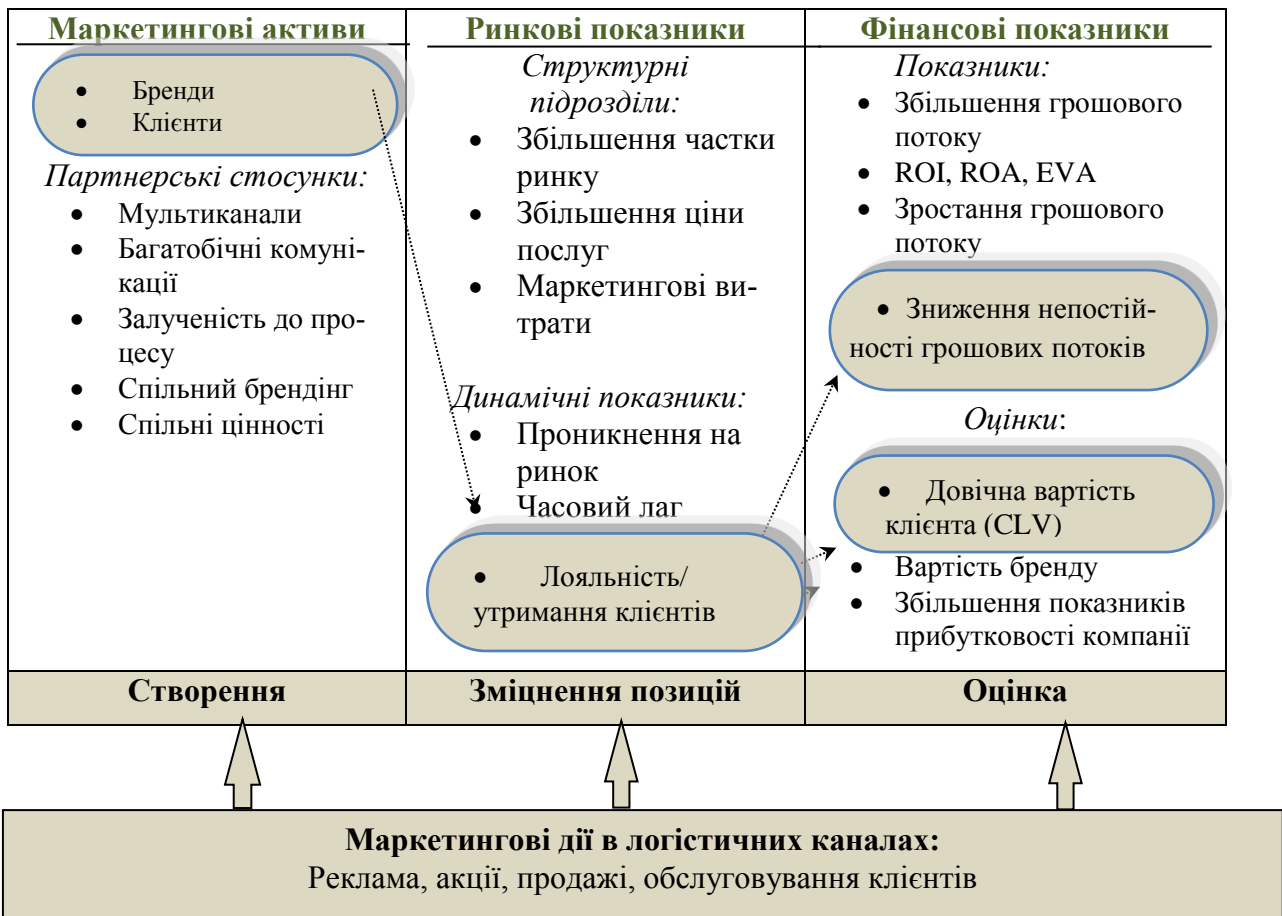 Маркетингові активи
Бренди
Клієнти
Партнерські стосунки:
Мультиканали
Багатобічні комуні-
кації
Залученість до про-
цесу
Спільний брендінг
Спільні цінності
Створення
Ринкові показники
Структурні
підрозділи:
Збільшення частки
ринку
Збільшення ціни
послуг
Маркетингові ви-
трати
Динамічні показники:
Проникнення на
ринок
Часовий лаг
Лояльність/
утримання клієнтів
Зміцнення позицій
Фінансові показники
Показники:
Збільшення грошового
потоку
ROI, ROA, EVA
Зростання грошового
потоку
Зниження непостій-
ності грошових потоків
Оцінки:
Довічна вартість
клієнта (CLV)
Вартість бренду
Збільшення показників
прибутковості компанії
Оцінка
Маркетингові дії в логістичних каналах:
Реклама, акції, продажі, обслуговування клієнтів